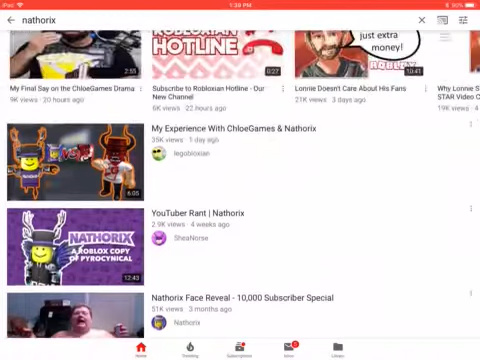 iPad
1:39 PM
nathorix
ROBLOXIAN
HOTLINE
just extra
money!
2:55
0:27
10:41
My Final Say on the ChloeGames Drama
9K views · 20 hours ago
Subscribe to Robloxian Hotline - Our
New Channel
6K views · 22 hours ago
Lonnie Doesn't Care About His Fans
21K views · 3 days ago
Why Lonnie S
STAR Video C
19K views · 4
My Experience With ChloeGames & Nathorix
35K views · 1 day ago
legobloxian
6:05
YouTuber Rant | Nathorix
2.9K views · 4 weeks ago
SheaNorse
NATHORIX
A ROBLOX COPY
OF PYROCYNICAL
12:43
Nathorix Face Reveal - 10,000 Subscriber Special
51K views · 3 months ago
Nathorix
Home
Trending
Subscriptions
Inbox
Library